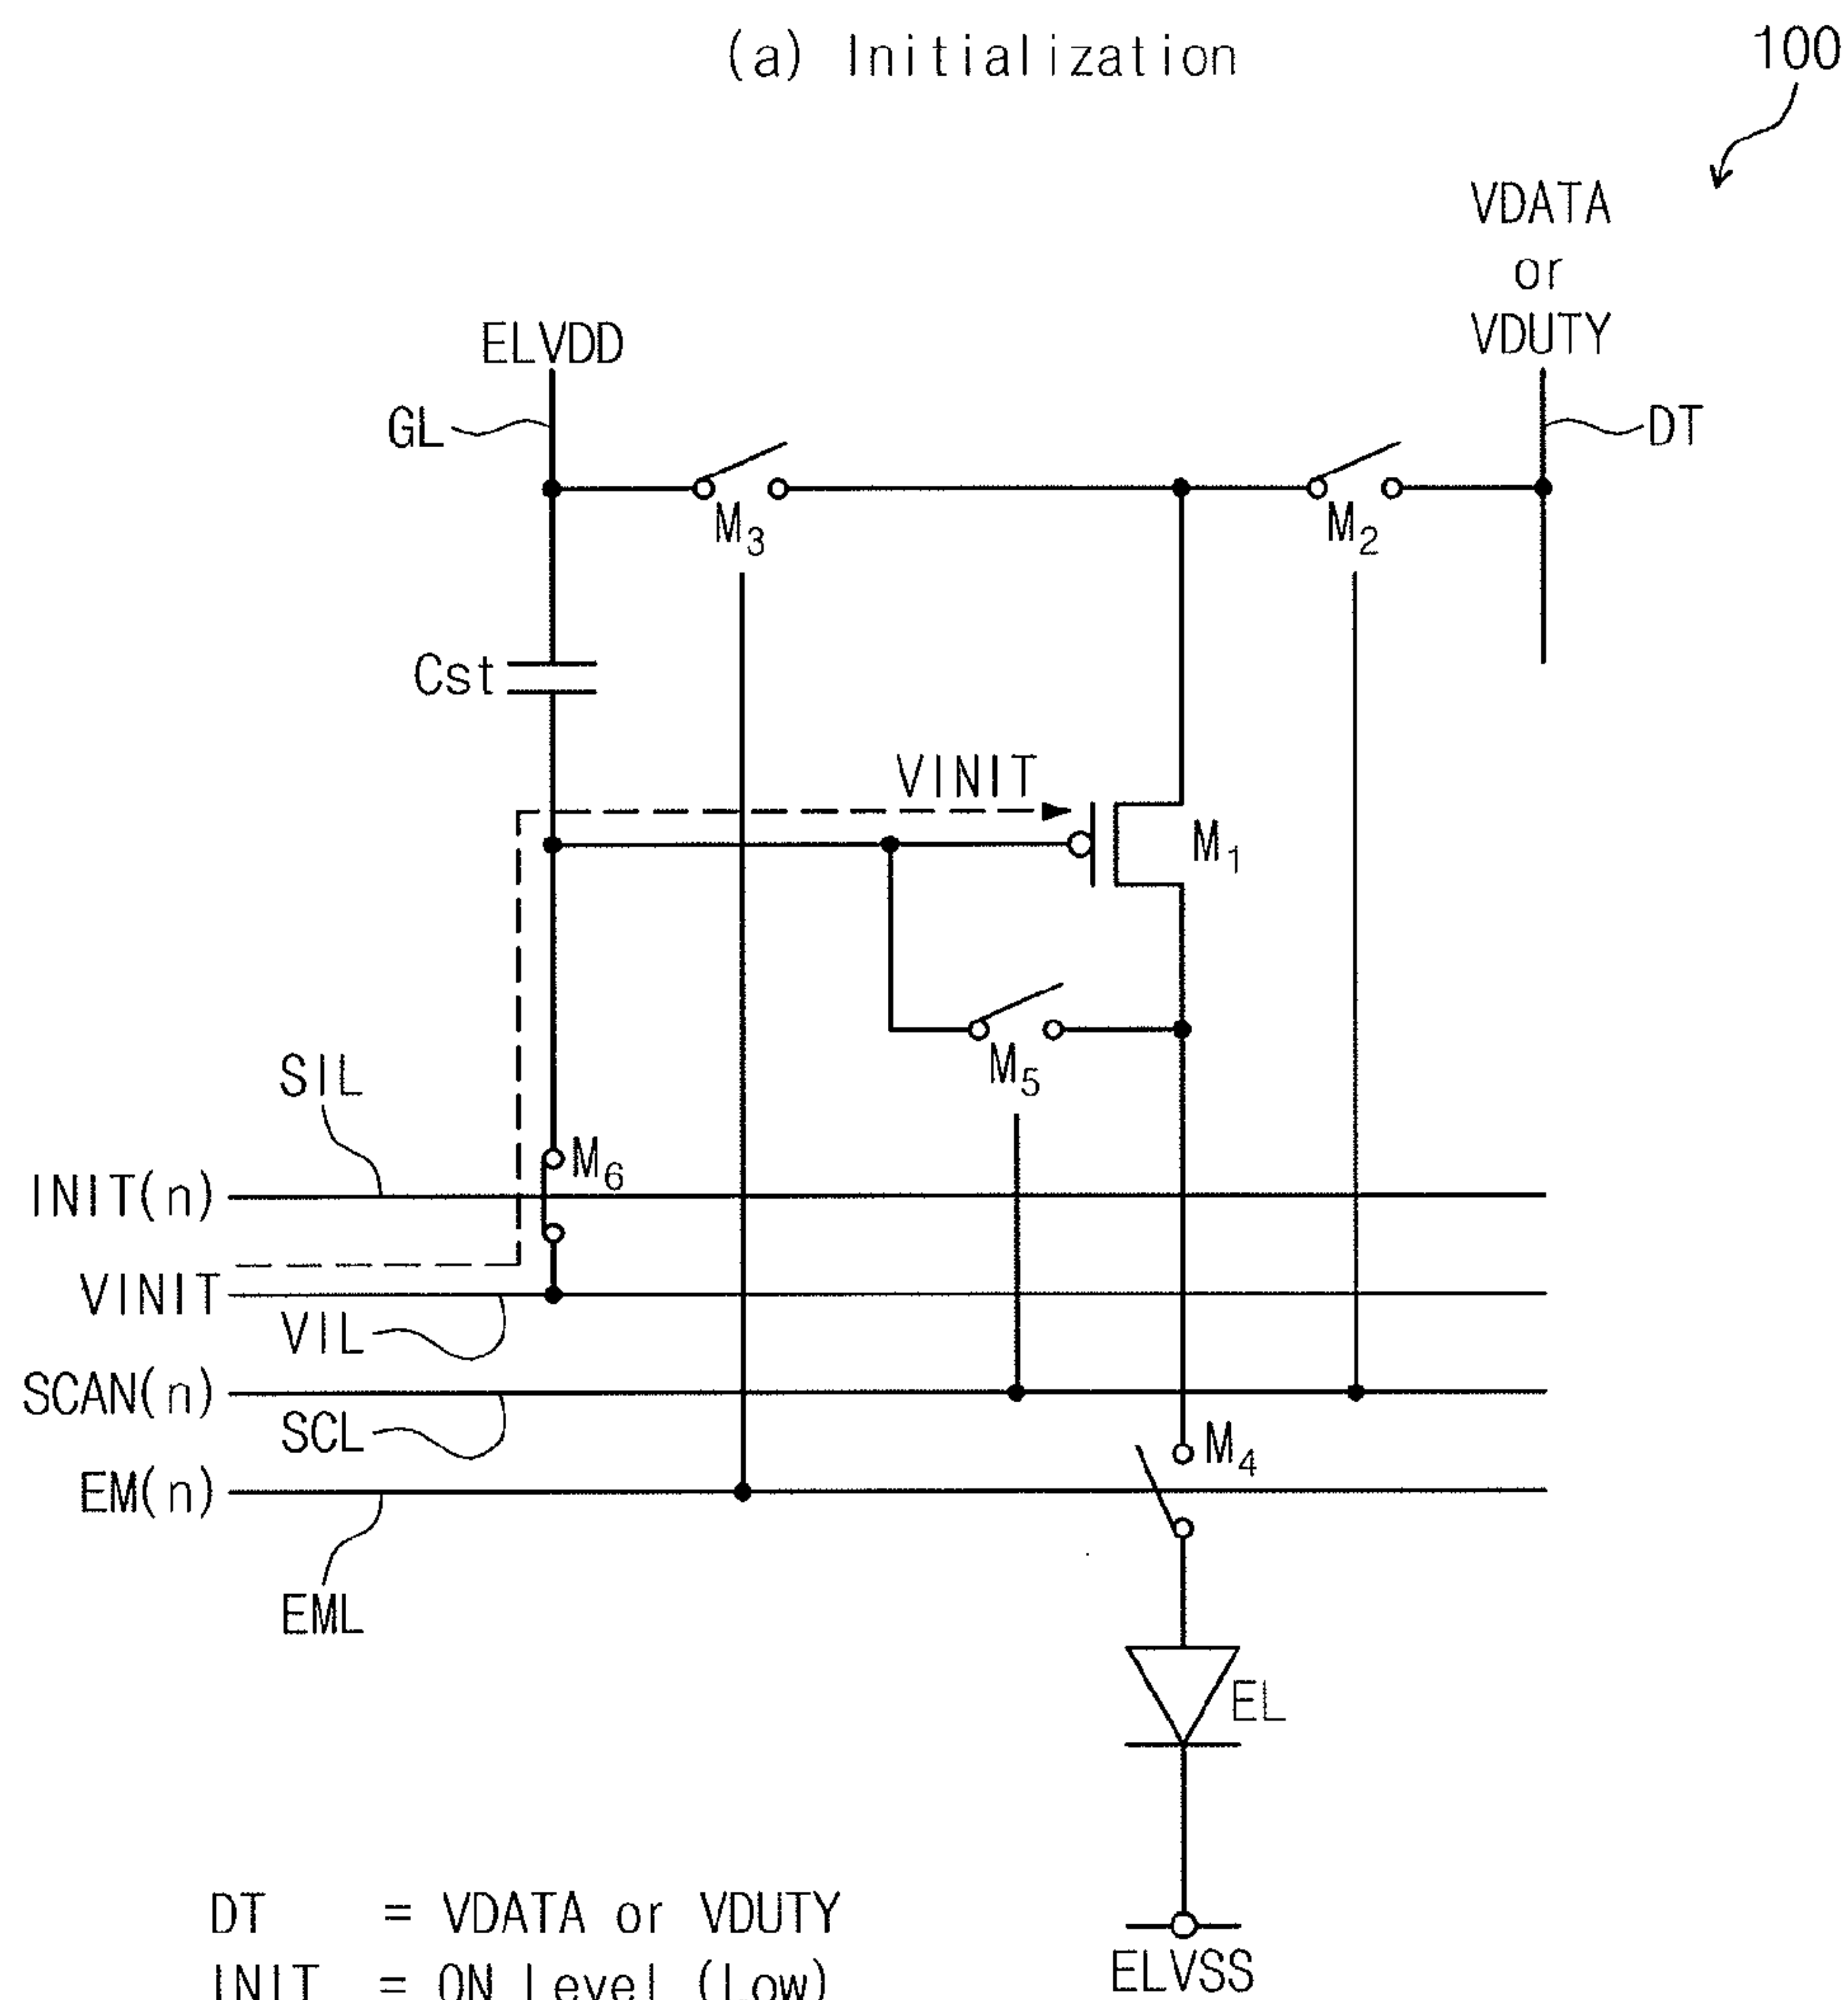 (a) Initialization
100
VDATA
or
VDUTY
ELVDD
GL
DT
M3
M2
Cst
VINIT
M1
SIL
M5
M6
INIT(n)
VINIT
VIL
SCAN(n)
SCL
M4
EM(n)
EML
EL
DT = VDATA or VDUTY
ELVSS
INIT = ON Level (Low)